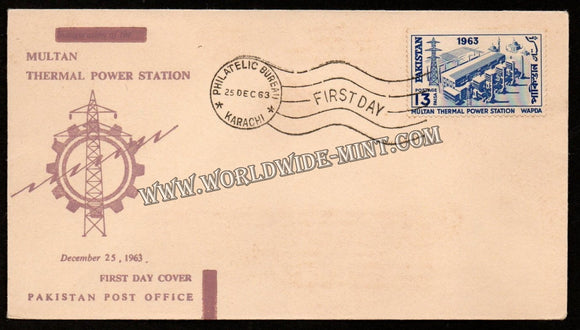 Inauguration of the
MULTAN
THERMAL POWER STATION
December 25, 1963
FIRST DAY COVER
PAKISTAN POST OFFICE
PHILATELIC BUREAU
25 DEC 63
KARACHI
FIRST DAY
1963
PAKISTAN
POSTAGE
13 PAISA
MULTAN THERMAL POWER STATION WAPDA
WWW.WORLDWIDE-MINT.COM